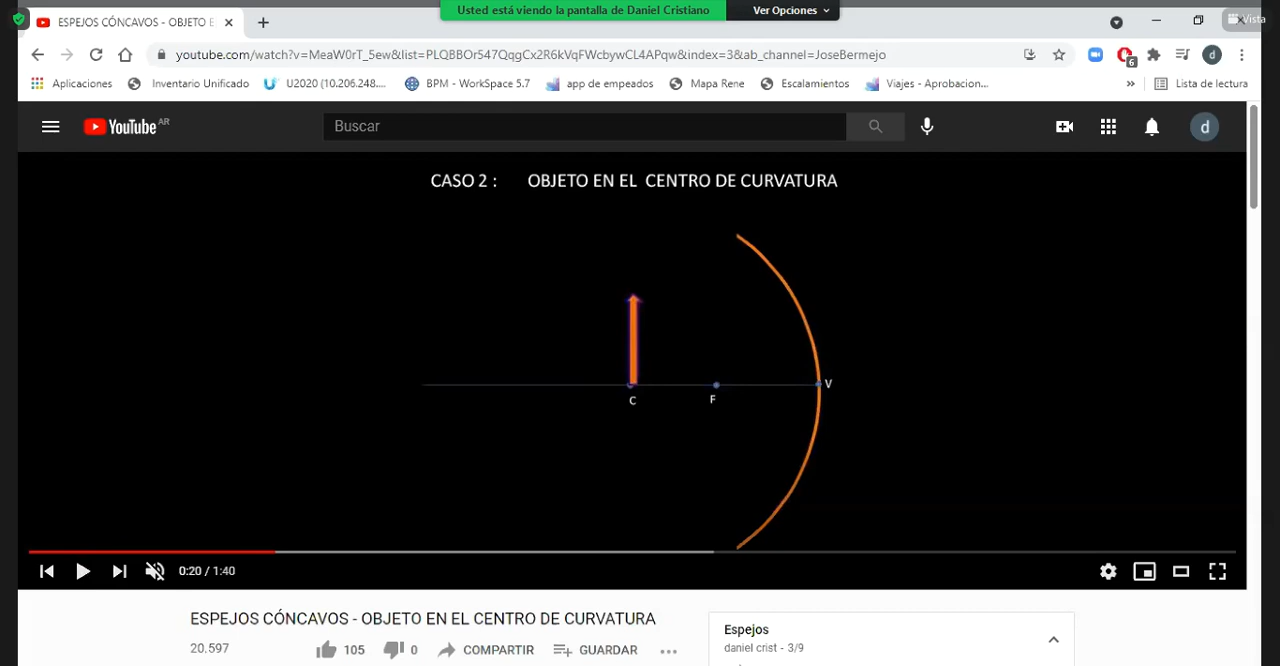 Usted está viendo la pantalla de Daniel Cristiano
Ver Opciones
Vista
ESPEJOS CÓNCAVOS - OBJETO E
youtube.com/watch?v=MeaW0rT_5ew&list=PLQBBOr547QqgCx2R6kVqFWcbywCL4APqw&index=3&ab_channel=JoseBermejo
6
d
Aplicaciones
Inventario Unificado
U2020 (10.206.248....
BPM - WorkSpace 5.7
app de empeados
Mapa Rene
Escalamientos
Viajes - Aprobacion...
»
Lista de lectura
YouTube AR
Buscar
d
CASO 2 : OBJETO EN EL CENTRO DE CURVATURA
V
C
F
0:20 / 1:40
ESPEJOS CÓNCAVOS - OBJETO EN EL CENTRO DE CURVATURA
20.597
105
0
COMPARTIR
GUARDAR
Espejos
daniel crist - 3/9